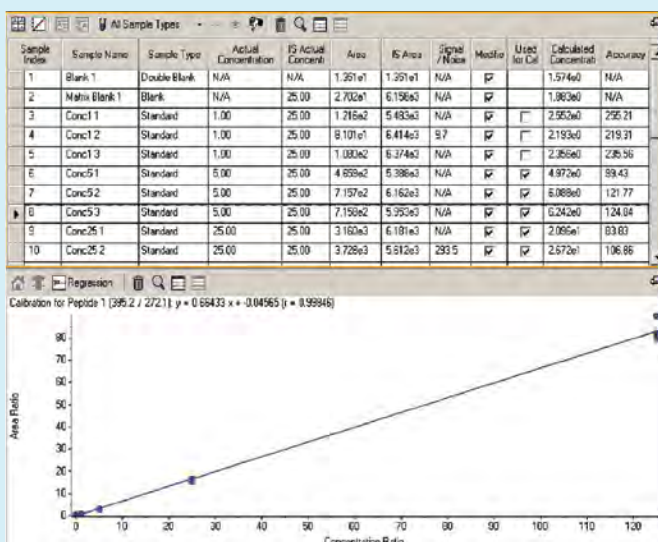 All Sample Types
Sample Index Sample Name Sample Type Actual Concentration IS Actual Concenti Area IS Area Signal / Noise Modifie Used for Cal Calculated Concentrati Accuracy
1 Blank 1 Double Blank N/A N/A 1.351e1 1.351e1 N/A 1.574e0 N/A
2 Matrix Blank 1 Blank N/A 25.00 2.702e1 6.156e3 N/A 1.883e0 N/A
3 Conc1 1 Standard 1.00 25.00 1.216e2 5.483e3 N/A 2.552e0 255.21
4 Conc1 2 Standard 1.00 25.00 8.101e1 6.414e3 9.7 2.193e0 219.31
5 Conc1 3 Standard 1.00 25.00 1.080e2 6.374e3 N/A 2.356e0 235.56
6 Conc5 1 Standard 5.00 25.00 4.659e2 5.388e3 N/A 4.972e0 99.43
7 Conc5 2 Standard 5.00 25.00 7.157e2 6.162e3 N/A 6.088e0 121.77
8 Conc5 3 Standard 5.00 25.00 7.158e2 5.953e3 N/A 6.242e0 124.84
9 Conc25 1 Standard 25.00 25.00 3.160e3 6.181e3 N/A 2.096e1 83.83
10 Conc25 2 Standard 25.00 25.00 3.728e3 5.612e3 293.5 2.672e1 106.86
Regression
Calibration for Peptide 1 (395.2 / 272.1): y = 0.66433 x + -0.04565 (r = 0.99846)
80
70
60
50
40
30
20
10
0
Area Ratio
0 10 20 30 40 50 60 70 80 90 100 110 120
Concentration Ratio